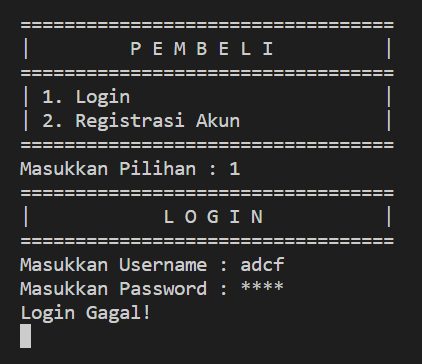 ==================================
|         P E M B E L I          |
==================================
| 1. Login                       |
| 2. Registrasi Akun             |
==================================
Masukkan Pilihan : 1
==================================
|            L O G I N           |
==================================
Masukkan Username : adcf
Masukkan Password : ****
Login Gagal!